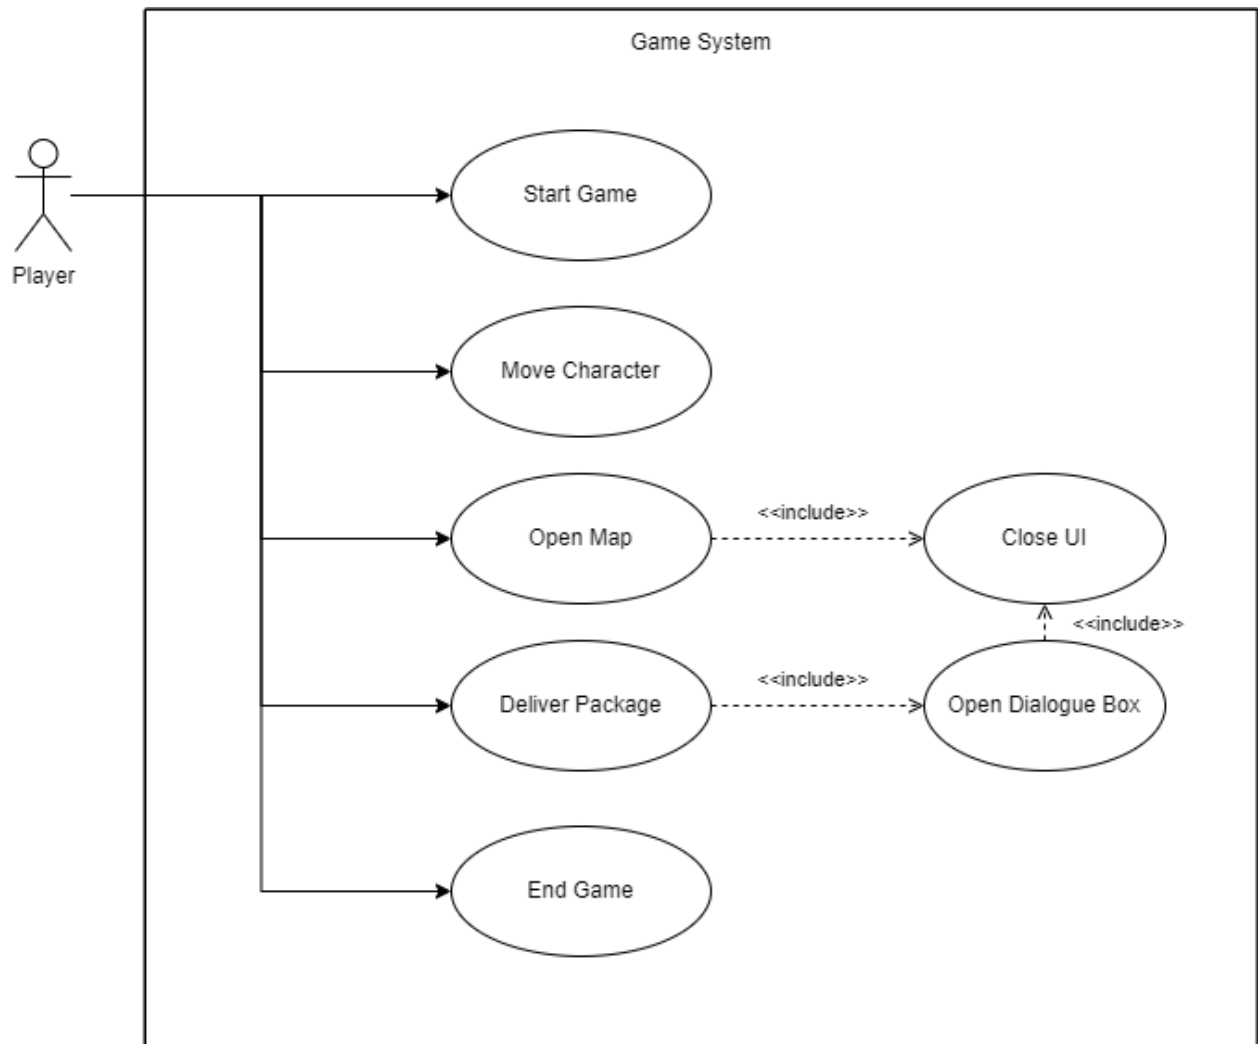 Game System
Start Game
Player
Move Character
<<include>>
Open Map
Close UI
<<include>>
<<include>>
Deliver Package
Open Dialogue Box
End Game